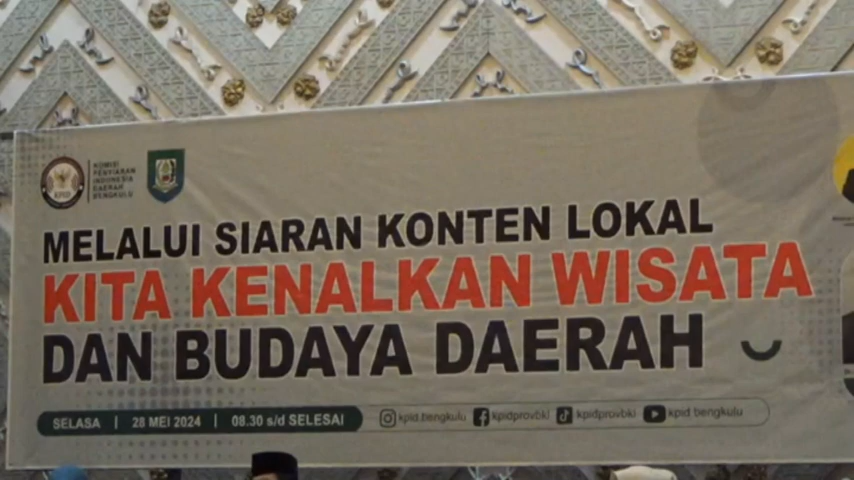 KPID
KOMISI
PENYIARAN
INDONESIA
DAERAH
BENGKULU
MELALUI SIARAN KONTEN LOKAL
KITA KENALKAN WISATA
DAN BUDAYA DAERAH
SELASA | 28 MEI 2024 | 08.30 s/d SELESAI
kpid.bengkulu kpidprovbkl kpidprovbkl kpid bengkulu